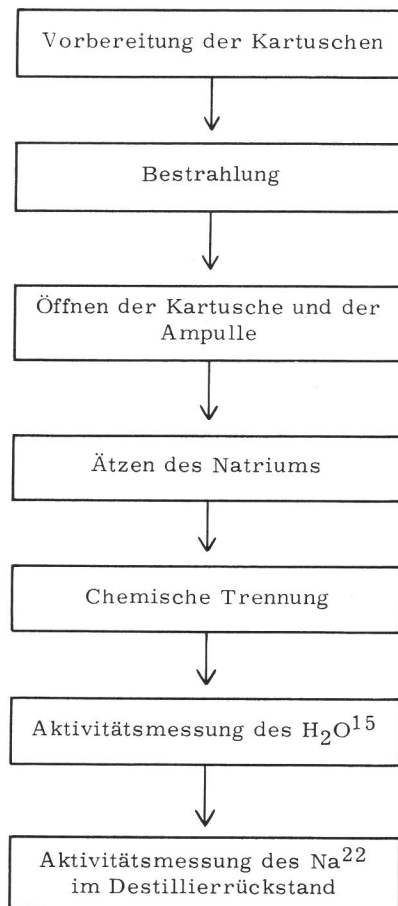 Vorbereitung der Kartuschen
Bestrahlung
Öffnen der Kartusche und der
Ampulle
Ätzen des Natriums
Chemische Trennung
Aktivitätsmessung des H₂O¹⁵
Aktivitätsmessung des Na²²
im Destillierrückstand